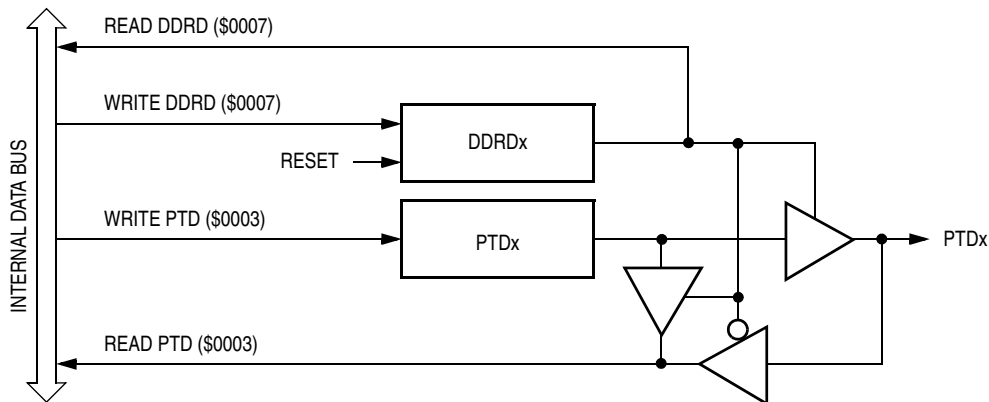 READ DDRD ($0007)
WRITE DDRD ($0007)
DDRDx
RESET
WRITE PTD ($0003)
PTDx
PTDx
READ PTD ($0003)
INTERNAL DATA BUS